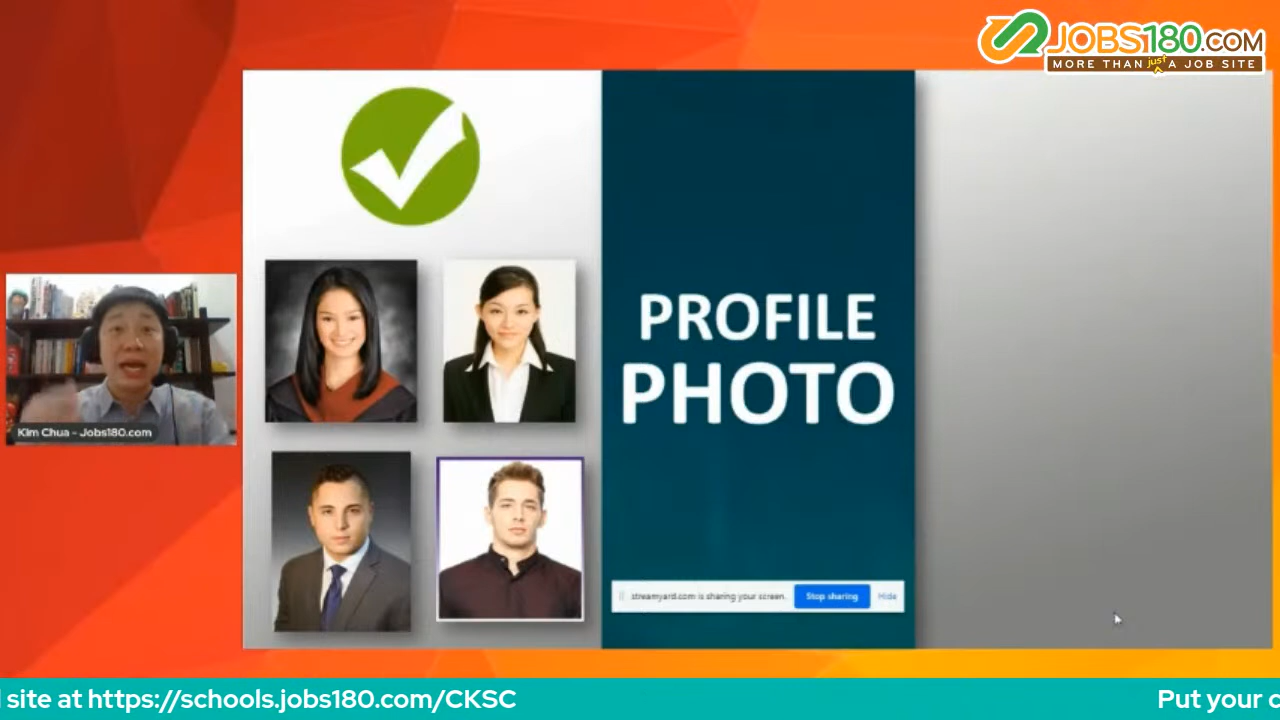 JOBS180.COM
MORE THAN just A JOB SITE
PROFILE
PHOTO
Kim Chua - Jobs180.com
streamyard.com is sharing your screen.
Stop sharing
Hide
site at https://schools.jobs180.com/CKSC
Put your